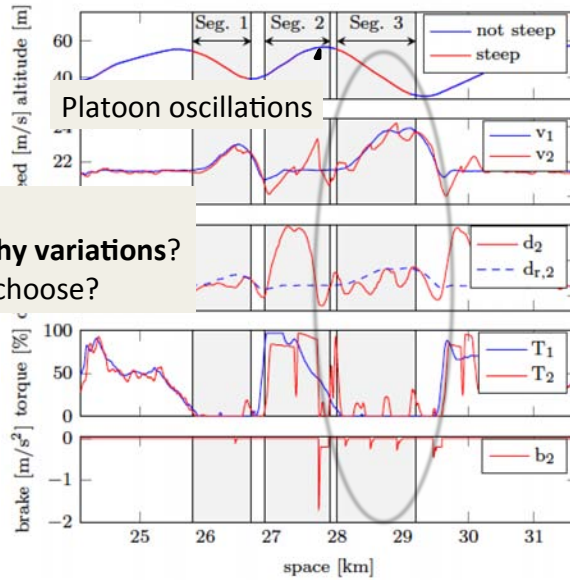 Seg. 1 Seg. 2 Seg. 3
altitude [m]
60
40
not steep
steep
Platoon oscillations
eed [m/s]
24
22
v₁
v₂
hy variations?
choose?
d₂
dᵣ,₂
torque [%]
100
50
0
T₁
T₂
brake [m/s²]
0
−1
−2
b₂
25 26 27 28 29 30 31
space [km]